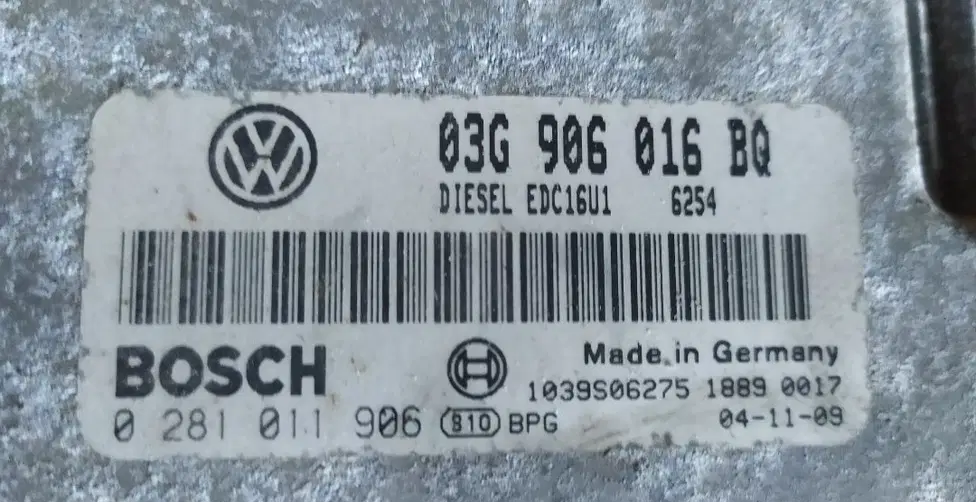 03G 906 016 BQ
DIESEL EDC16U1 6254
BOSCH
Made in Germany
1039S06275 1889 0017
0 281 011 906 810 BPG
04-11-09